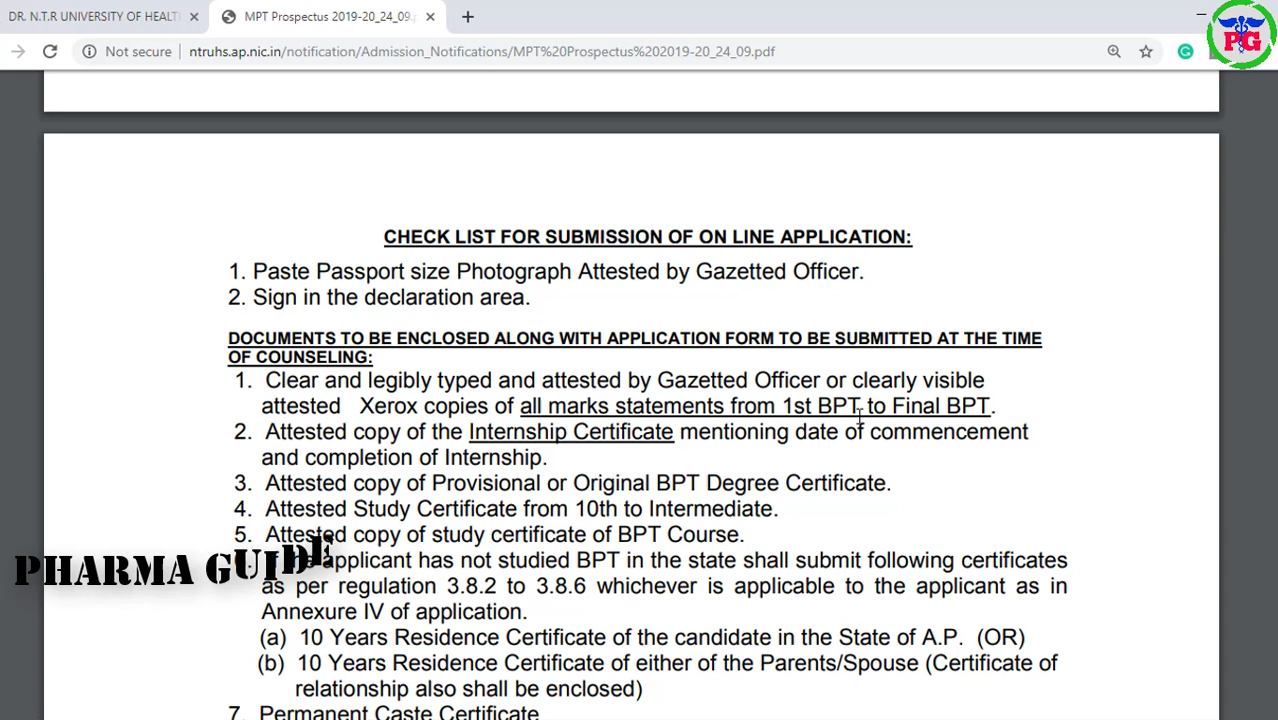 DR. N.T.R UNIVERSITY OF HEALT
MPT Prospectus 2019-20_24_09.
PG
Not secure
ntruhs.ap.nic.in/notification/Admission_Notifications/MPT%20Prospectus%202019-20_24_09.pdf
CHECK LIST FOR SUBMISSION OF ON LINE APPLICATION:
1. Paste Passport size Photograph Attested by Gazetted Officer.
2. Sign in the declaration area.
DOCUMENTS TO BE ENCLOSED ALONG WITH APPLICATION FORM TO BE SUBMITTED AT THE TIME
OF COUNSELING:
1. Clear and legibly typed and attested by Gazetted Officer or clearly visible
attested Xerox copies of all marks statements from 1st BPT to Final BPT.
2. Attested copy of the Internship Certificate mentioning date of commencement
and completion of Internship.
3. Attested copy of Provisional or Original BPT Degree Certificate.
4. Attested Study Certificate from 10th to Intermediate.
5. Attested copy of study certificate of BPT Course.
PHARMA GUIDE
applicant has not studied BPT in the state shall submit following certificates
as per regulation 3.8.2 to 3.8.6 whichever is applicable to the applicant as in
Annexure IV of application.
(a) 10 Years Residence Certificate of the candidate in the State of A.P. (OR)
(b) 10 Years Residence Certificate of either of the Parents/Spouse (Certificate of
relationship also shall be enclosed)
7. Permanent Caste Certificate